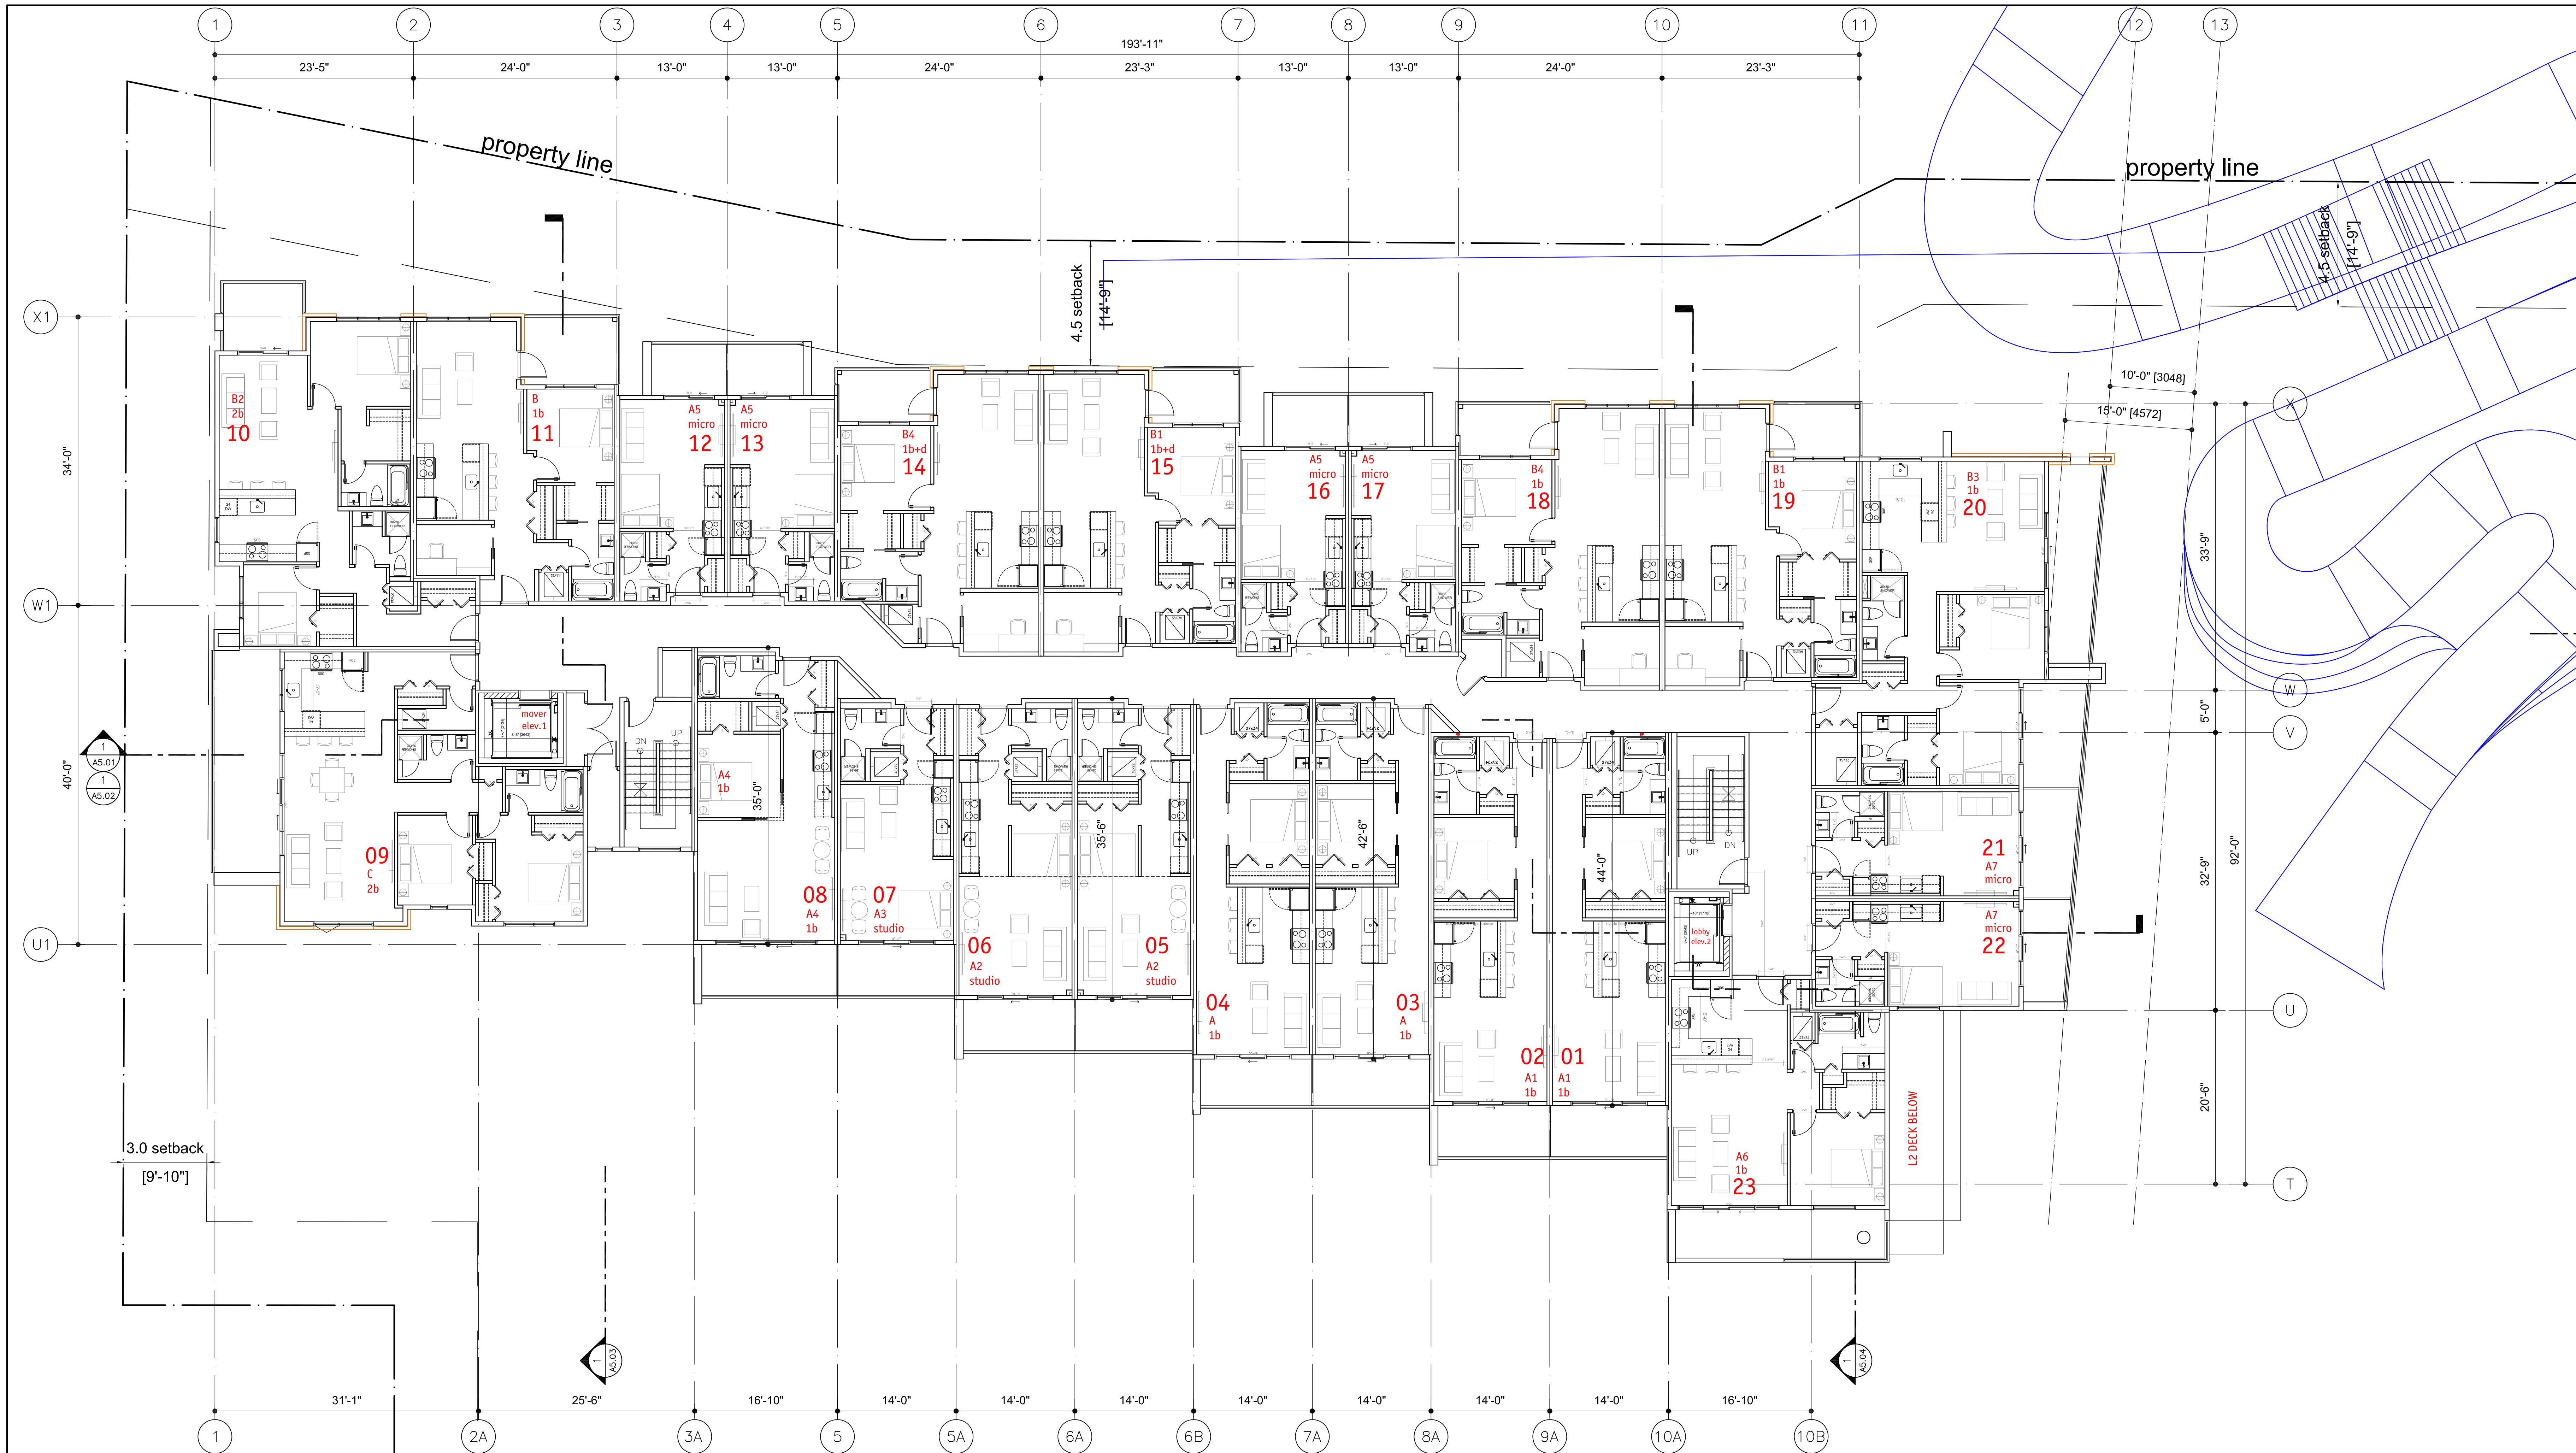 1
2
3
4
5
6
7
8
9
10
11
12
13
193'-11"
23'-5"
24'-0"
13'-0"
13'-0"
24'-0"
23'-3"
13'-0"
13'-0"
24'-0"
23'-3"
property line
property line
4.5 setback
[14'-9"]
4.5 setback
[14'-9"]
10'-0" [3048]
15'-0" [4572]
X1
W1
U1
34'-0"
40'-0"
X
W
V
U
T
33'-9"
5'-0"
32'-9"
92'-0"
20'-6"
B2
2b
10
B
1b
11
A5
micro
12
A5
micro
13
B4
1b+d
14
B1
1b+d
15
A5
micro
16
A5
micro
17
B4
1b
18
B1
1b
19
B3
1b
20
mover
elev.1
DN
UP
A4
1b
35'-0"
35'-6"
42'-6"
44'-0"
UP
DN
lobby
elev.2
09
C
2b
08
A4
1b
07
A3
studio
06
A2
studio
05
A2
studio
04
A
1b
03
A
1b
02
A1
1b
01
A1
1b
21
A7
micro
A7
micro
22
A6
1b
23
L2 DECK BELOW
1
A5.01
1
A5.02
3.0 setback
[9'-10"]
1
A5.03
1
A5.04
31'-1"
25'-6"
16'-10"
14'-0"
14'-0"
14'-0"
14'-0"
14'-0"
14'-0"
14'-0"
16'-10"
1
2A
3A
5
5A
6A
6B
7A
8A
9A
10A
10B